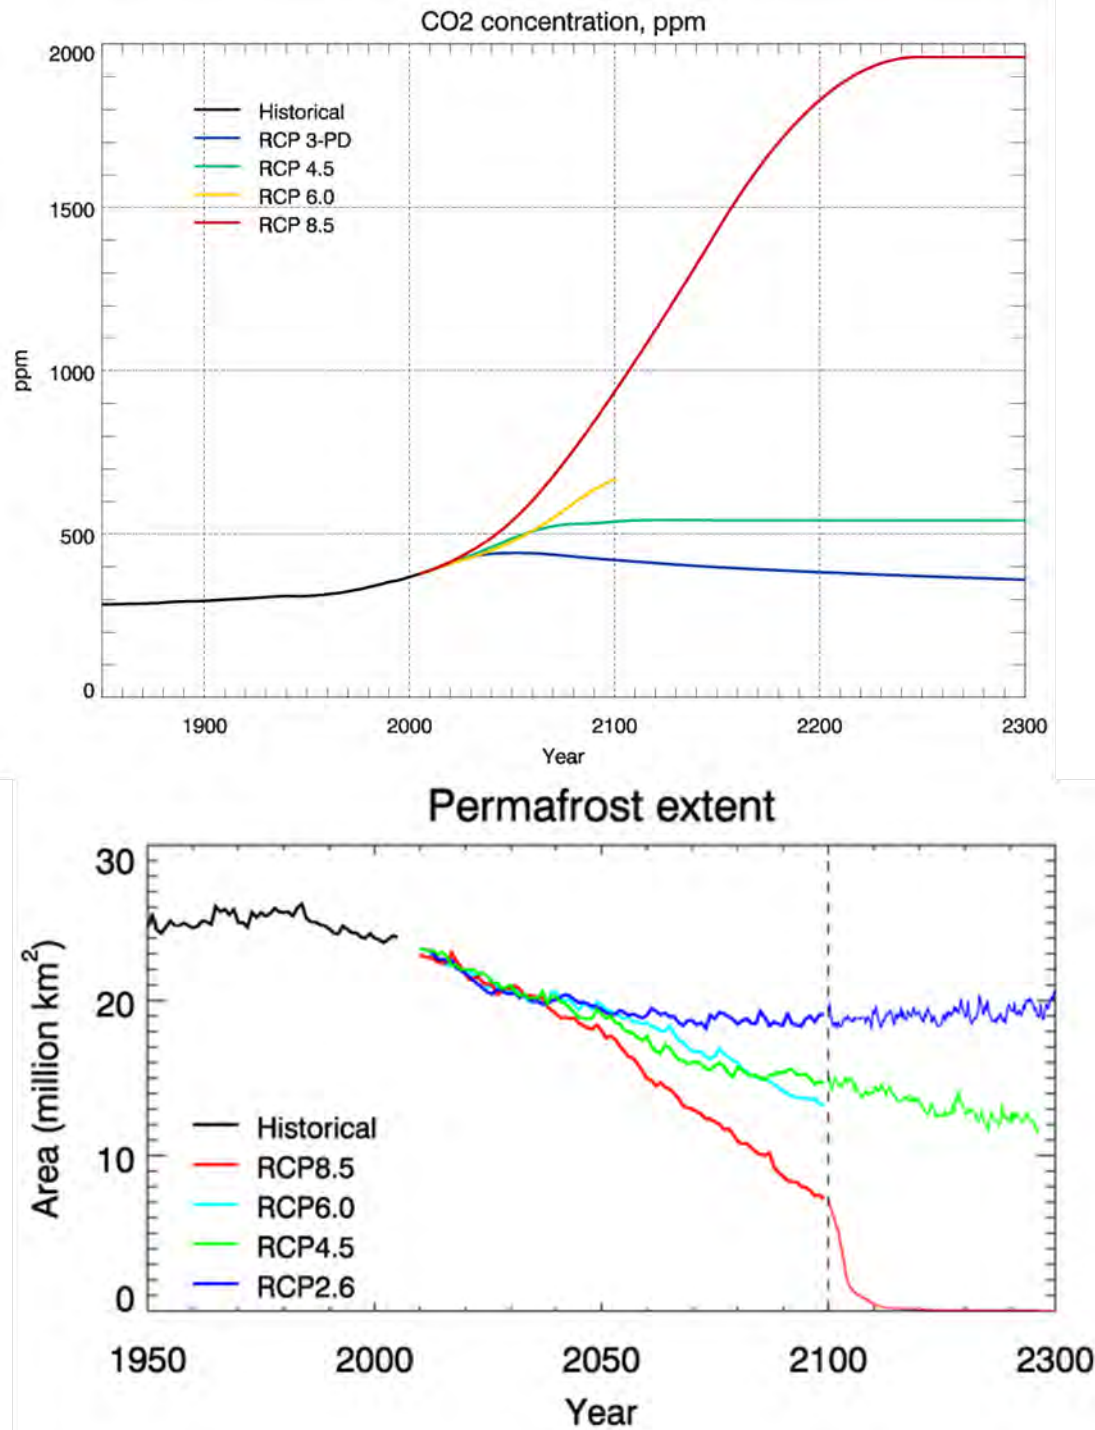 CO2 concentration, ppm
2000
1500
1000
500
0
ppm
Historical
RCP 3-PD
RCP 4.5
RCP 6.0
RCP 8.5
1900 2000 2100 2200 2300
Year
Permafrost extent
30
20
10
0
Area (million km²)
Historical
RCP8.5
RCP6.0
RCP4.5
RCP2.6
1950 2000 2050 2100 2300
Year